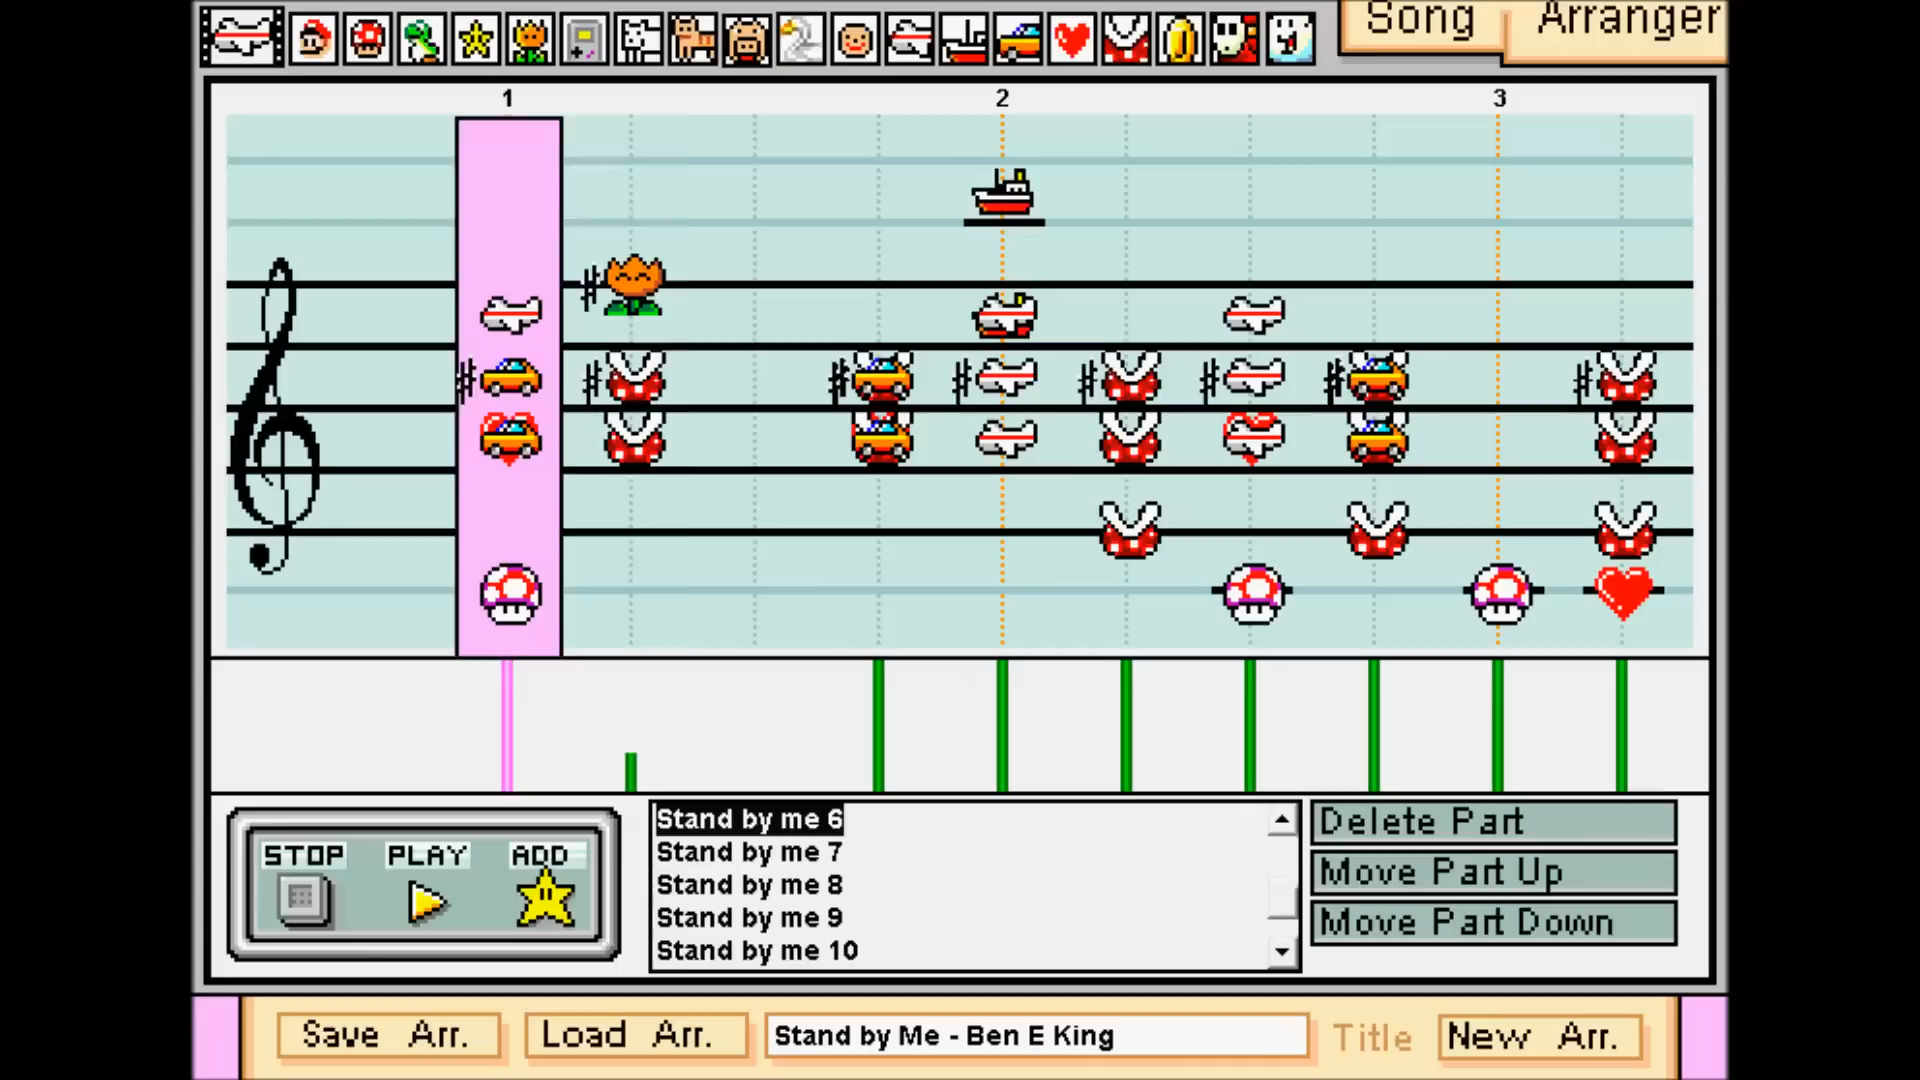 Song Arranger
1 2 3
STOP PLAY ADD
Stand by me 6
Stand by me 7
Stand by me 8
Stand by me 9
Stand by me 10
Delete Part
Move Part Up
Move Part Down
Save Arr. Load Arr. Stand by Me - Ben E King Title New Arr.